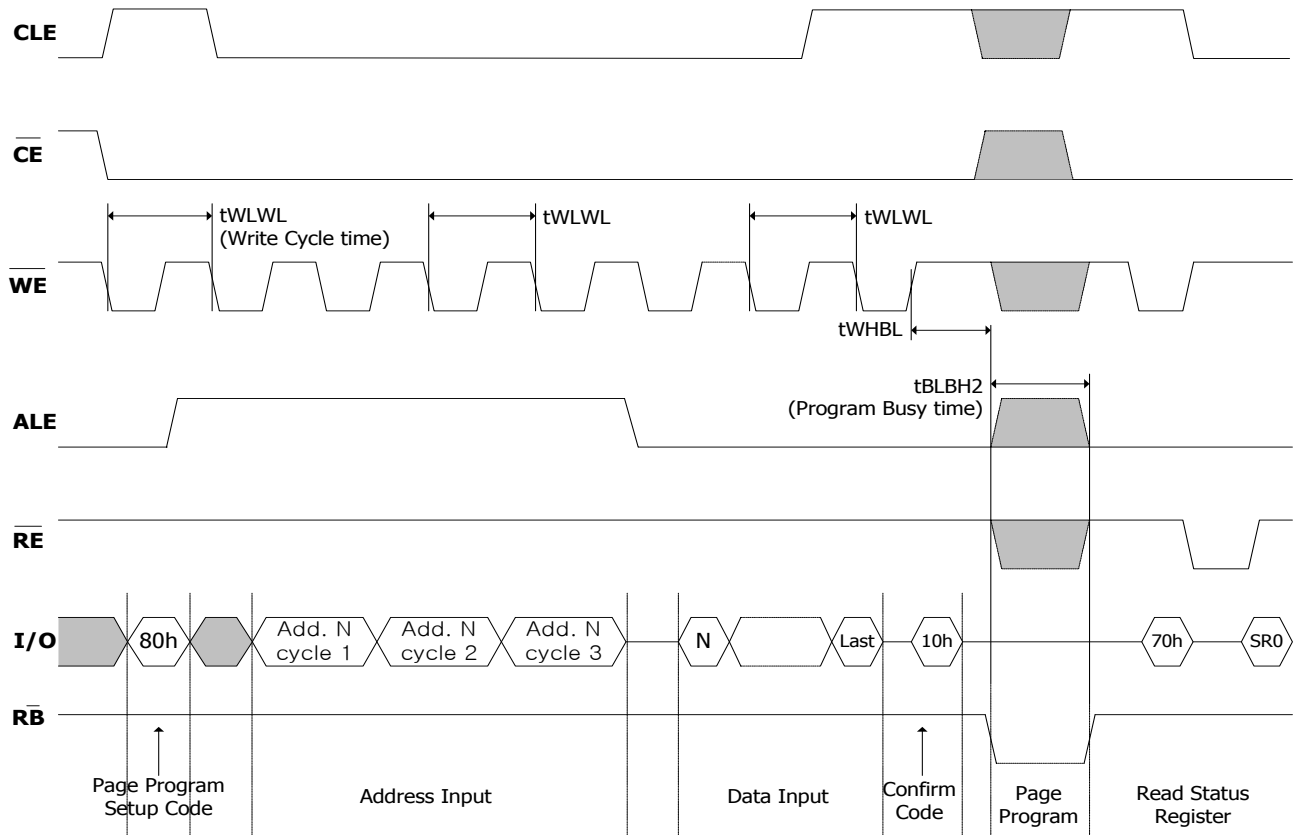 CLE
CE
tWLWL
(Write Cycle time)
tWLWL
tWLWL
WE
tWHBL
tBLBH2
(Program Busy time)
ALE
RE
I/O
80h
Add. N
cycle 1
Add. N
cycle 2
Add. N
cycle 3
N
Last
10h
70h
SR0
RB
Page Program
Setup Code
Address Input
Data Input
Confirm
Code
Page
Program
Read Status
Register